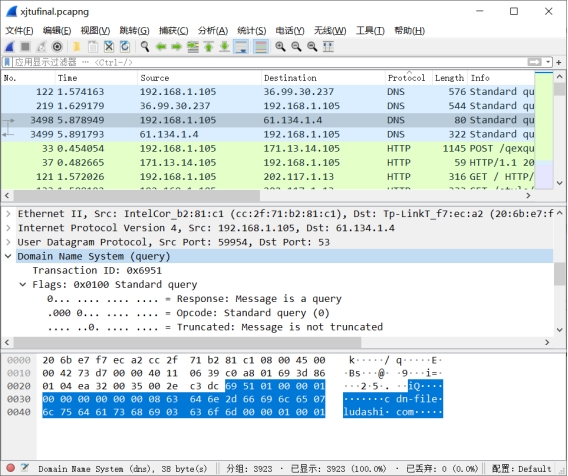 xjtufinal.pcapng
文件(F) 编辑(E) 视图(V) 跳转(G) 捕获(C) 分析(A) 统计(S) 电话(Y) 无线(W) 工具(T) 帮助(H)
应用显示过滤器 … <Ctrl-/>
No. Time Source Destination Protocol Length Info
122 1.574163 192.168.1.105 36.99.30.237 DNS 576 Standard qu
219 1.629179 36.99.30.237 192.168.1.105 DNS 544 Standard qu
3498 5.878949 192.168.1.105 61.134.1.4 DNS 80 Standard qu
3499 5.891793 61.134.1.4 192.168.1.105 DNS 322 Standard qu
33 0.454054 192.168.1.105 171.13.14.105 HTTP 1145 POST /qexqu
37 0.482665 171.13.14.105 192.168.1.105 HTTP 59 HTTP/1.1 20
121 1.572026 192.168.1.105 202.117.1.13 HTTP 316 GET / HTTP/
Ethernet II, Src: IntelCor_b2:81:c1 (cc:2f:71:b2:81:c1), Dst: Tp-LinkT_f7:ec:a2 (20:6b:e7:f
Internet Protocol Version 4, Src: 192.168.1.105, Dst: 61.134.1.4
User Datagram Protocol, Src Port: 59954, Dst Port: 53
Domain Name System (query)
Transaction ID: 0x6951
Flags: 0x0100 Standard query
0... .... .... .... = Response: Message is a query
.000 0... .... .... = Opcode: Standard query (0)
.... ..0. .... .... = Truncated: Message is not truncated
0000 20 6b e7 f7 ec a2 cc 2f 71 b2 81 c1 08 00 45 00 k·····/ q·····E·
0010 00 42 73 d7 00 00 40 11 06 39 c0 a8 01 69 3d 86 ·Bs···@· ·9···i=·
0020 01 04 ea 32 00 35 00 2e c3 dc 69 51 01 00 00 01 ···2·5·. ··iQ····
0030 00 00 00 00 00 00 08 63 64 6e 2d 66 69 6c 65 07 ·······c dn-file·
0040 6c 75 64 61 73 68 69 03 63 6f 6d 00 00 01 00 01 ludashi· com·····
Domain Name System (dns), 38 byte(s) 分组: 3923 · 已显示: 3923 (100.0%) · 已丢弃: 0 (0.0%) 配置: Default